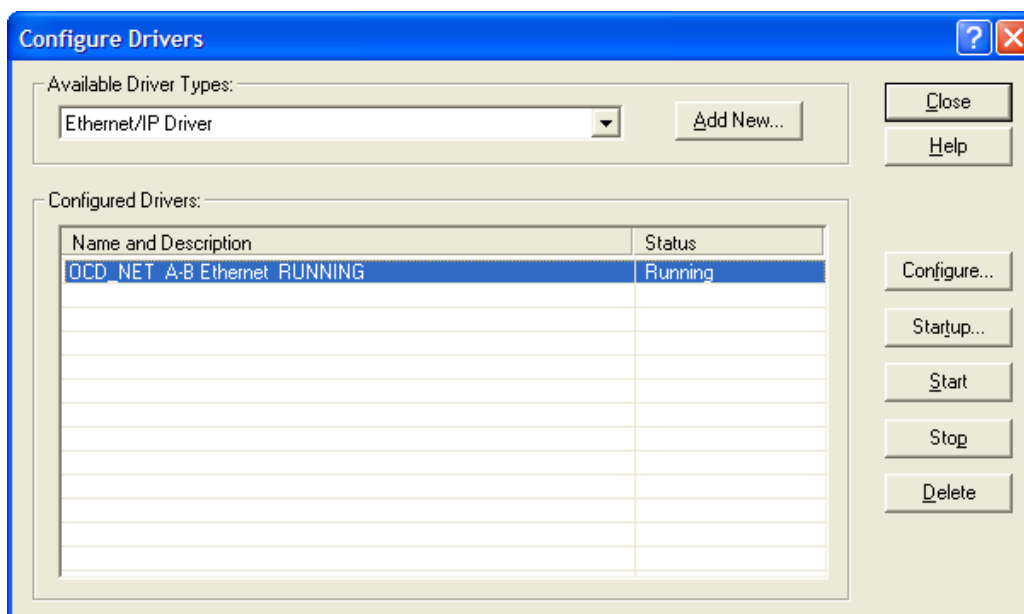 Configure Drivers
Available Driver Types:
Ethernet/IP Driver
Add New...
Close
Help
Configured Drivers:
Name and Description
Status
OCD_NET A-B Ethernet RUNNING
Running
Configure...
Startup...
Start
Stop
Delete